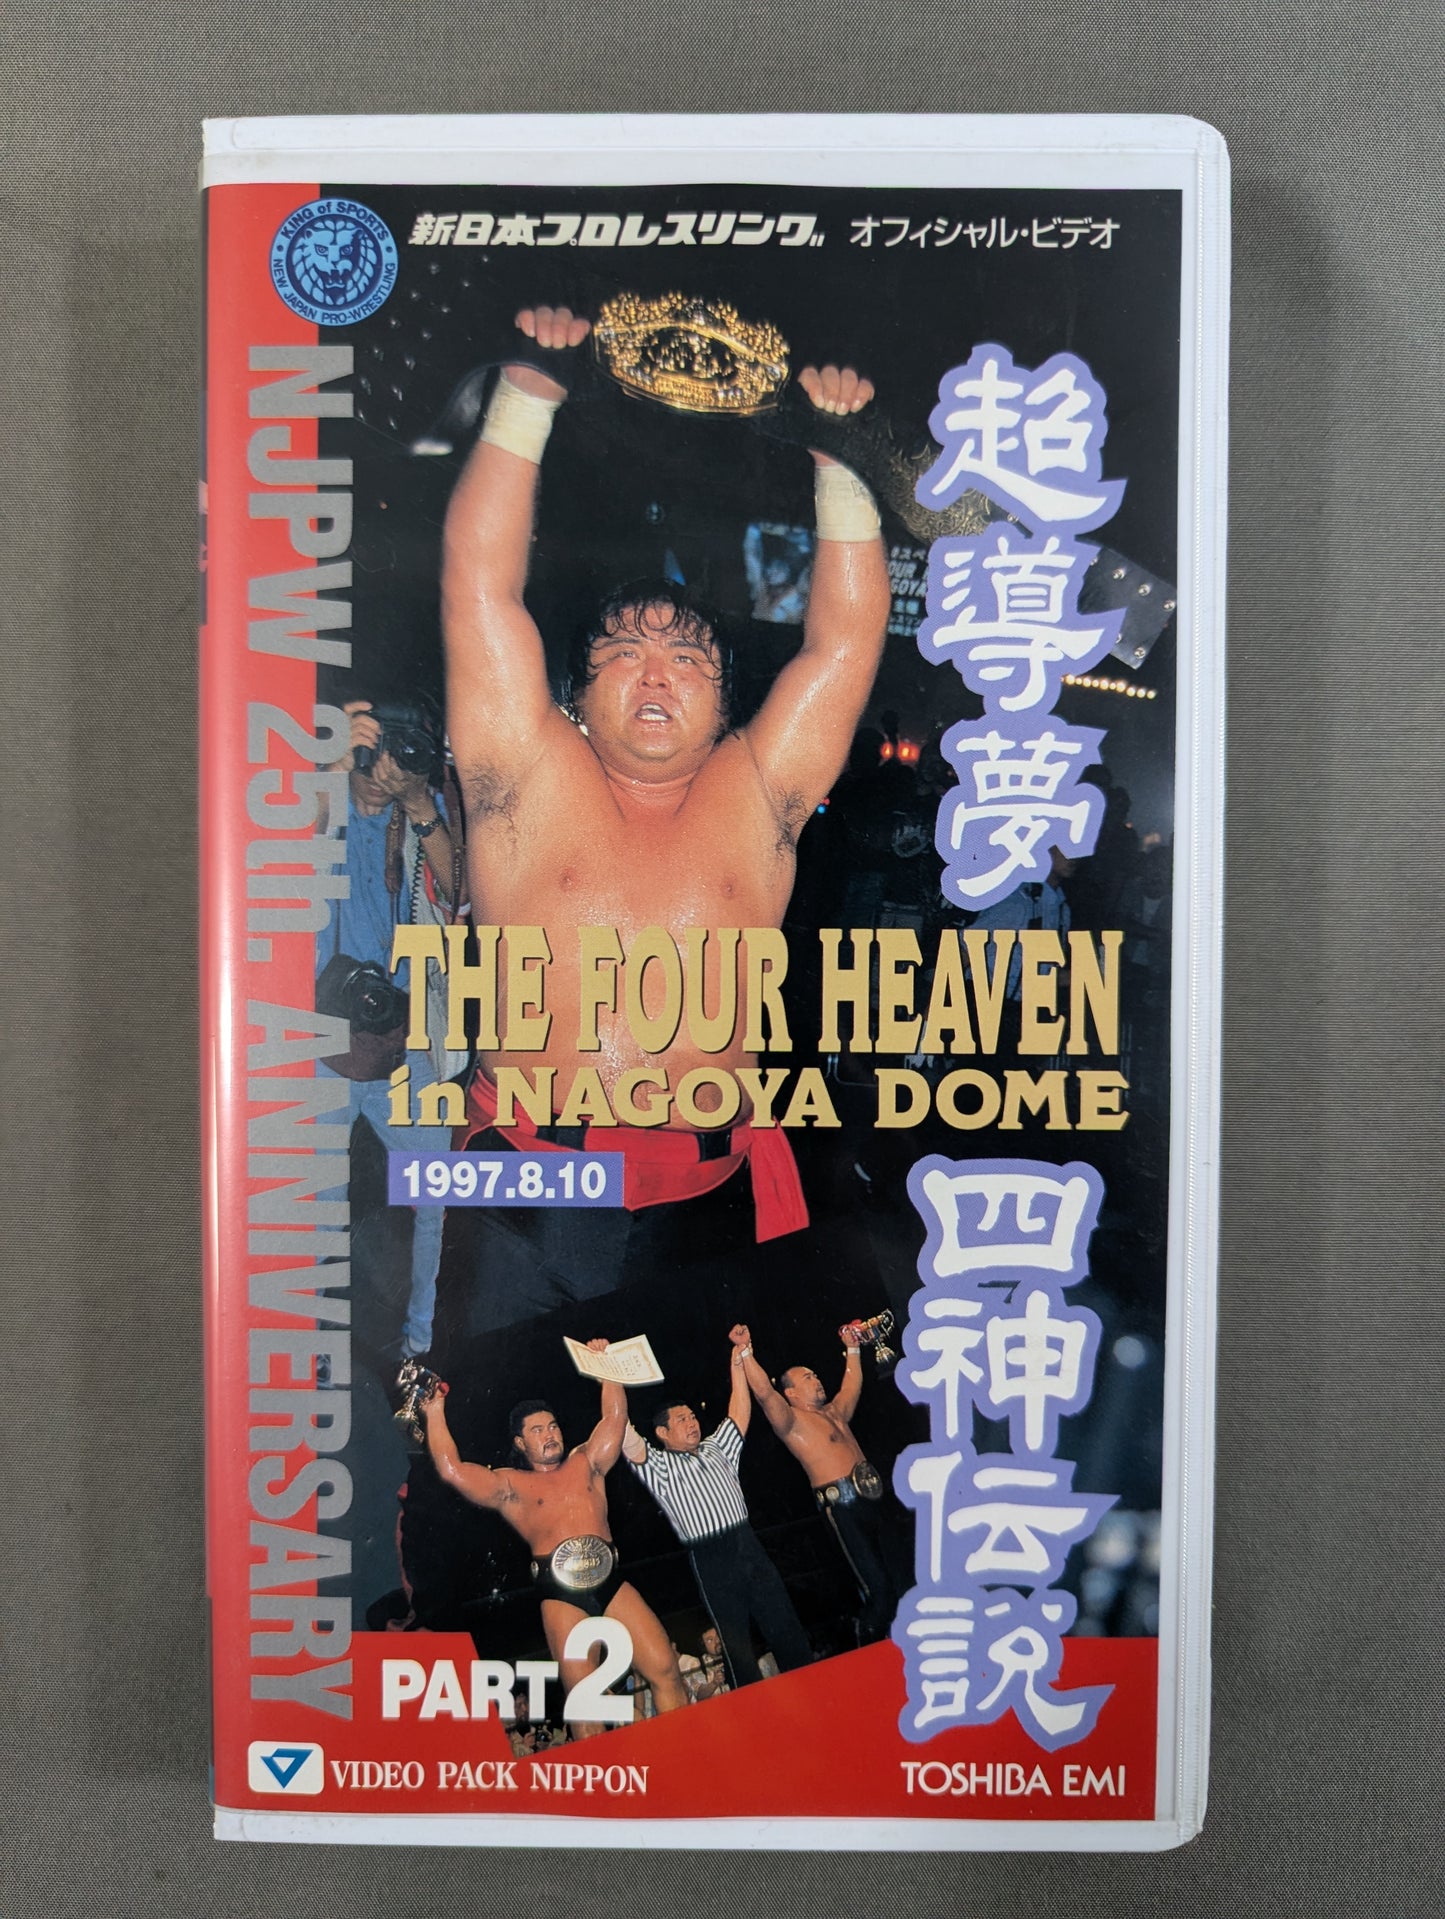 KING of SPORTS
NEW JAPAN PRO-WRESTLING
新日本プロレスリング オフィシャル・ビデオ
NJPW 25th. ANNIVERSARY
超導夢
THE FOUR HEAVEN
in NAGOYA DOME
1997.8.10
四神伝説
PART2
VIDEO PACK NIPPON
TOSHIBA EMI